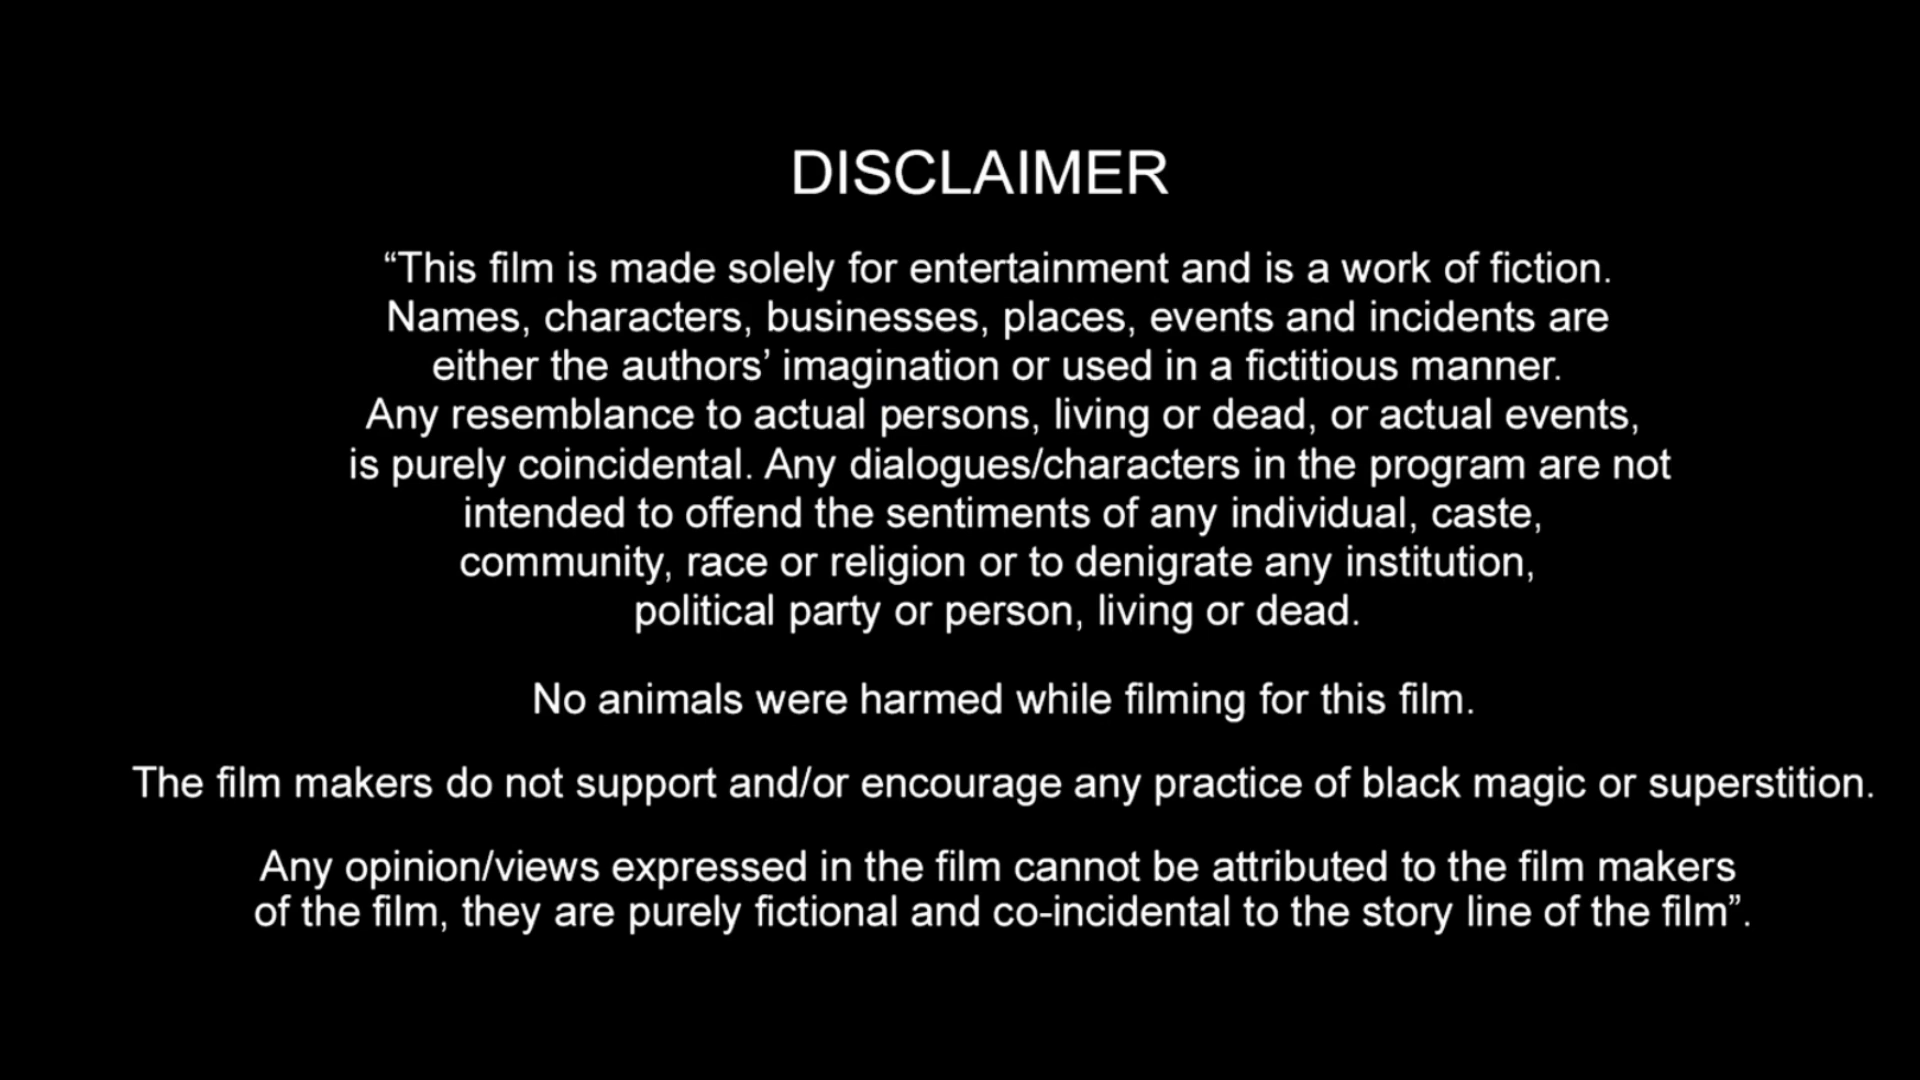 DISCLAIMER
“This film is made solely for entertainment and is a work of fiction.
Names, characters, businesses, places, events and incidents are
either the authors’ imagination or used in a fictitious manner.
Any resemblance to actual persons, living or dead, or actual events,
is purely coincidental. Any dialogues/characters in the program are not
intended to offend the sentiments of any individual, caste,
community, race or religion or to denigrate any institution,
political party or person, living or dead.
No animals were harmed while filming for this film.
The film makers do not support and/or encourage any practice of black magic or superstition.
Any opinion/views expressed in the film cannot be attributed to the film makers
of the film, they are purely fictional and co-incidental to the story line of the film”.